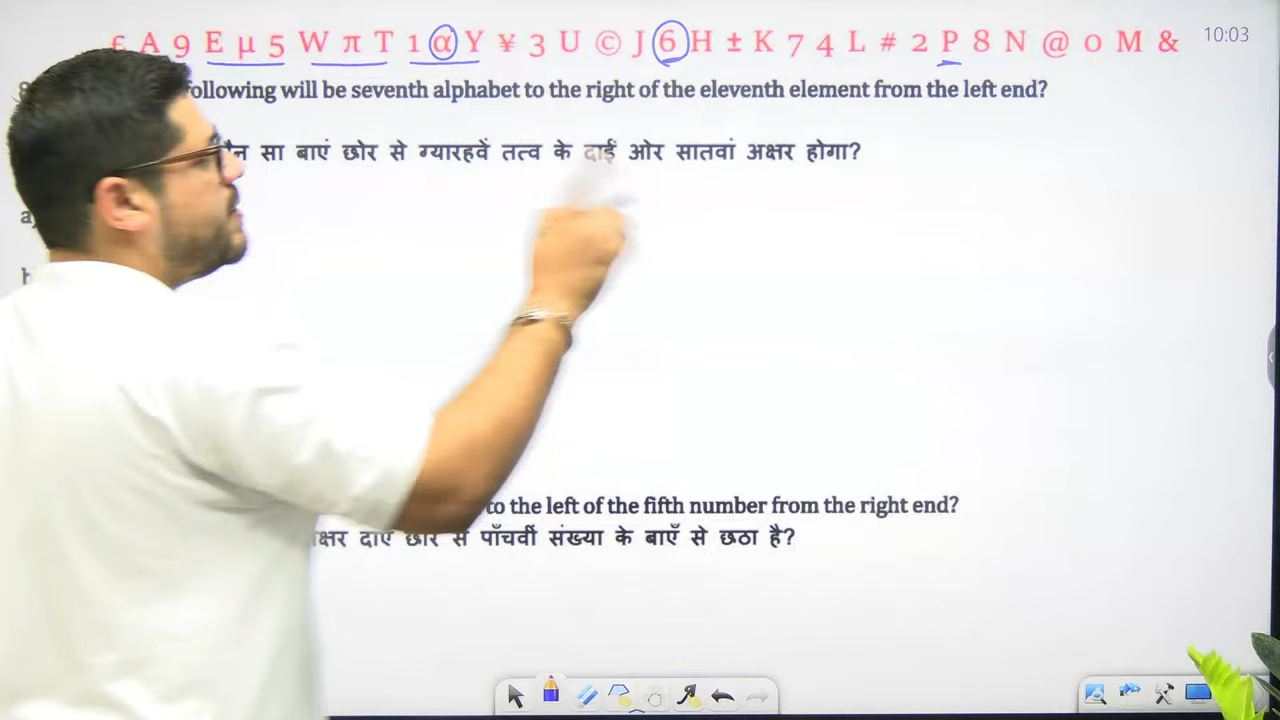 £ A 9 E μ 5 W π T 1 α Y ¥ 3 U © J 6 H ± K 7 4 L # 2 P 8 N @ 0 M &
10:03
following will be seventh alphabet to the right of the eleventh element from the left end?
सा बाएं छोर से ग्यारहवें तत्व के दाईं ओर सातवां अक्षर होगा?
to the left of the fifth number from the right end?
दाएं छोर से पाँचवीं संख्या के बाएँ से छठा है?